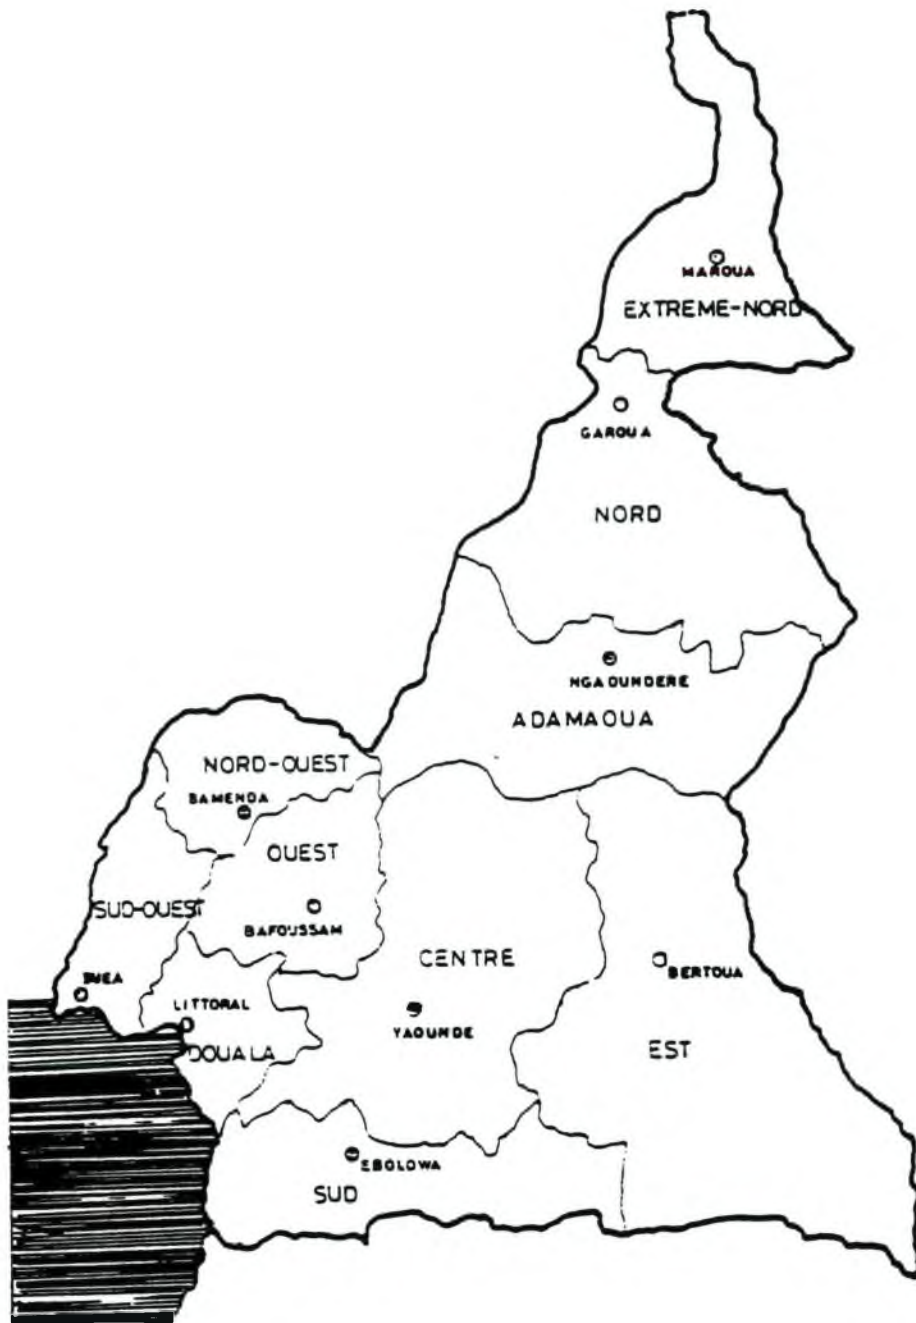 MAROUA
EXTREME-NORD
GAROUA
NORD
NGAOUNDERE
ADAMAOUA
NORD-OUEST
BAMENDA
OUEST
SUD-OUEST
BAFOUSSAM
CENTRE
BERTOUA
BUEA
LITTORAL
YAOUNDE
DOUALA
EST
EBOLOWA
SUD